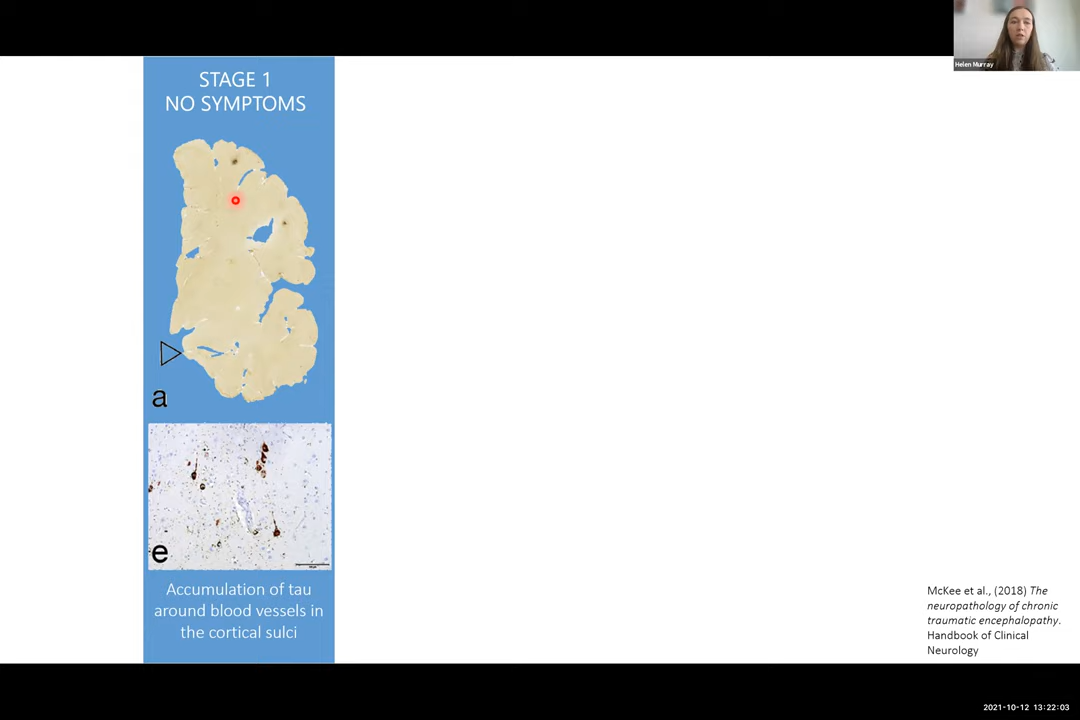 Helen Murray
STAGE 1
NO SYMPTOMS
a
e
Accumulation of tau
around blood vessels in
the cortical sulci
McKee et al., (2018) The
neuropathology of chronic
traumatic encephalopathy.
Handbook of Clinical
Neurology
2021-10-12 13:22:03